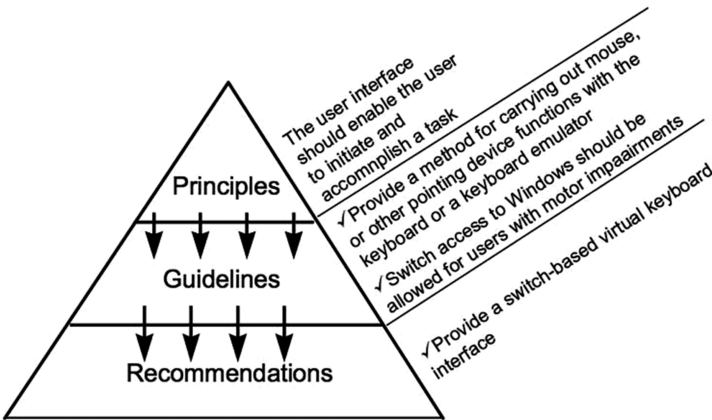 The user interface
should enable the user
to initiate and
accomnplish a task
✓Provide a method for carrying out mouse,
or other pointing device functions with the
keyboard or a keyboard emulator
✓Switch access to Windows should be
allowed for users with motor impaairments
✓Provide a switch-based virtual keyboard
interface
Principles
Guidelines
Recommendations